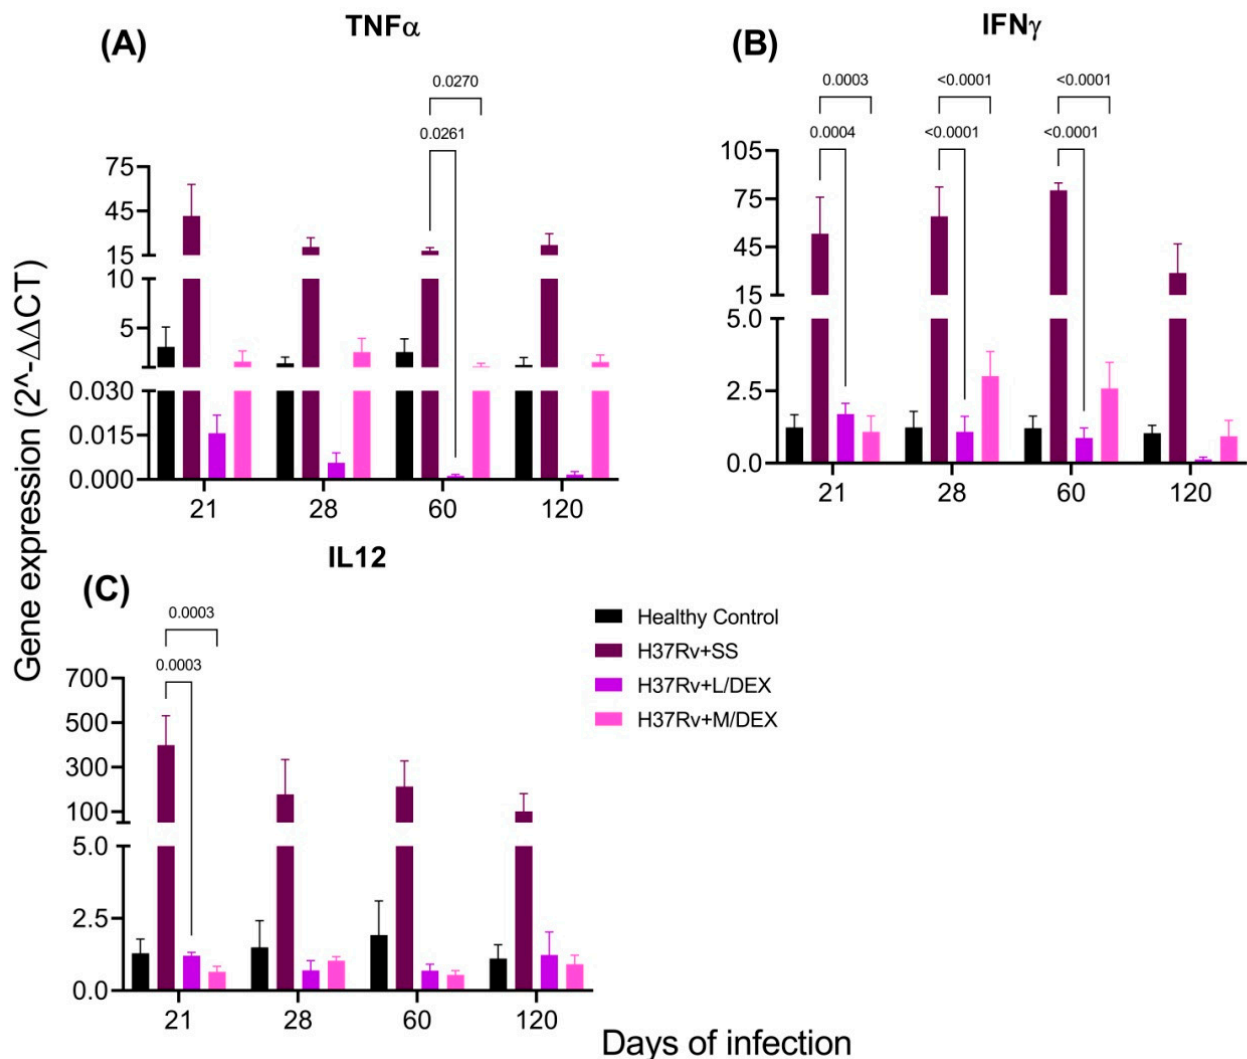 (A)
TNFα
0.0270
0.0261
75
45
15
10
5
0.030
0.015
0.000
21 28 60 120
(B)
IFNγ
0.0003 <0.0001 <0.0001
0.0004 <0.0001 <0.0001
105
75
45
15
5.0
2.5
0.0
21 28 60 120
Gene expression (2^-ΔΔCT)
(C)
IL12
0.0003
0.0003
700
500
300
100
5.0
2.5
0.0
21 28 60 120
Healthy Control
H37Rv+SS
H37Rv+L/DEX
H37Rv+M/DEX
Days of infection